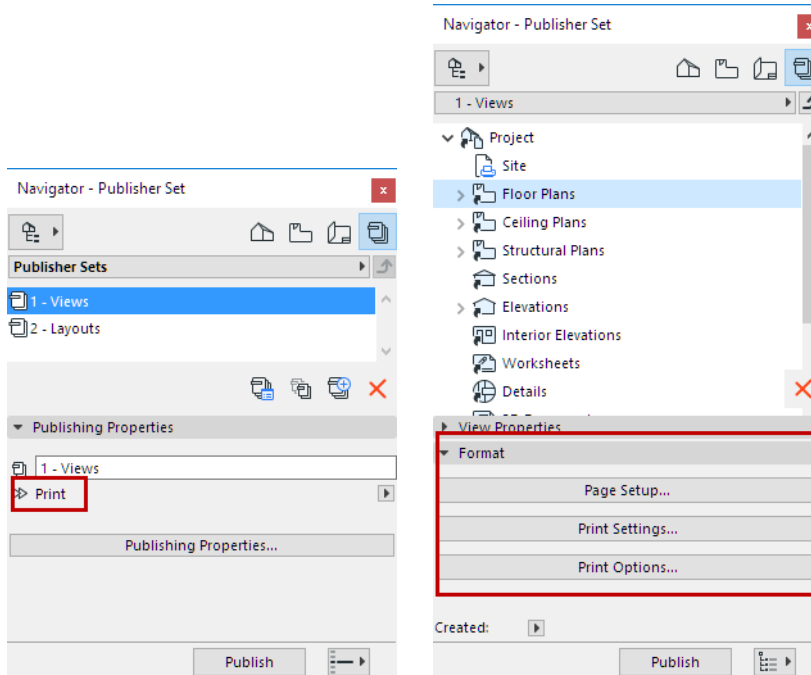 Navigator - Publisher Set
Publisher Sets
1 - Views
2 - Layouts
Publishing Properties
1 - Views
Print
Publishing Properties...
Publish
Navigator - Publisher Set
1 - Views
Project
Site
Floor Plans
Ceiling Plans
Structural Plans
Sections
Elevations
Interior Elevations
Worksheets
Details
View Properties
Format
Page Setup...
Print Settings...
Print Options...
Created:
Publish